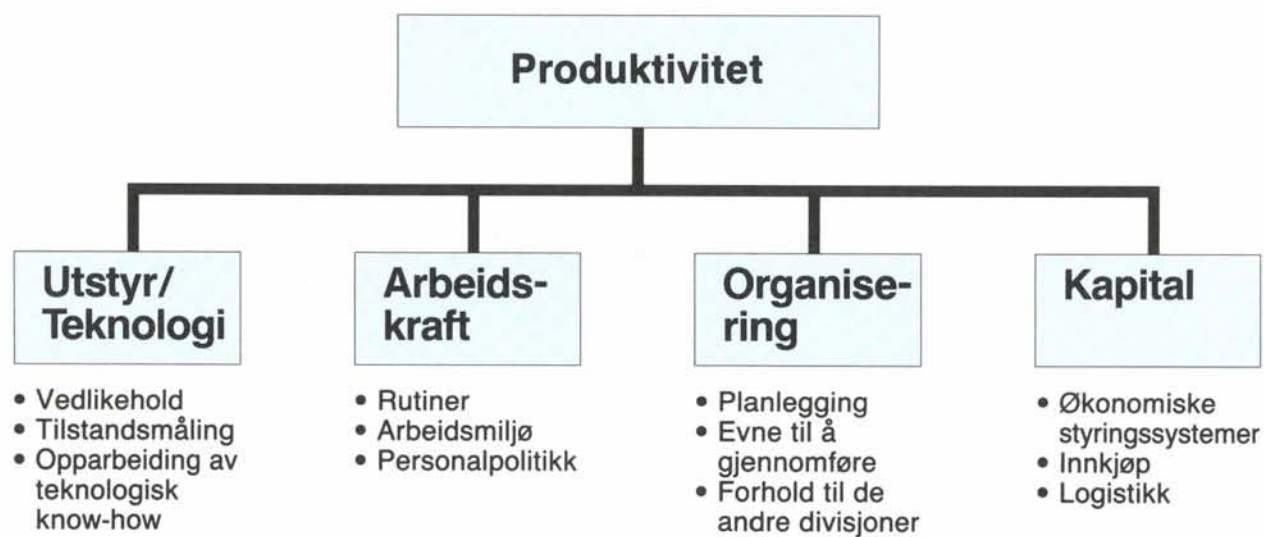 Produktivitet
Utstyr/
Teknologi
• Vedlikehold
• Tilstandsmåling
• Opparbeiding av
teknologisk
know-how
Arbeids-
kraft
• Rutiner
• Arbeidsmiljø
• Personalpolitikk
Organise-
ring
• Planlegging
• Evne til å
gjennomføre
• Forhold til de
andre divisjoner
Kapital
• Økonomiske
styringssystemer
• Innkjøp
• Logistikk